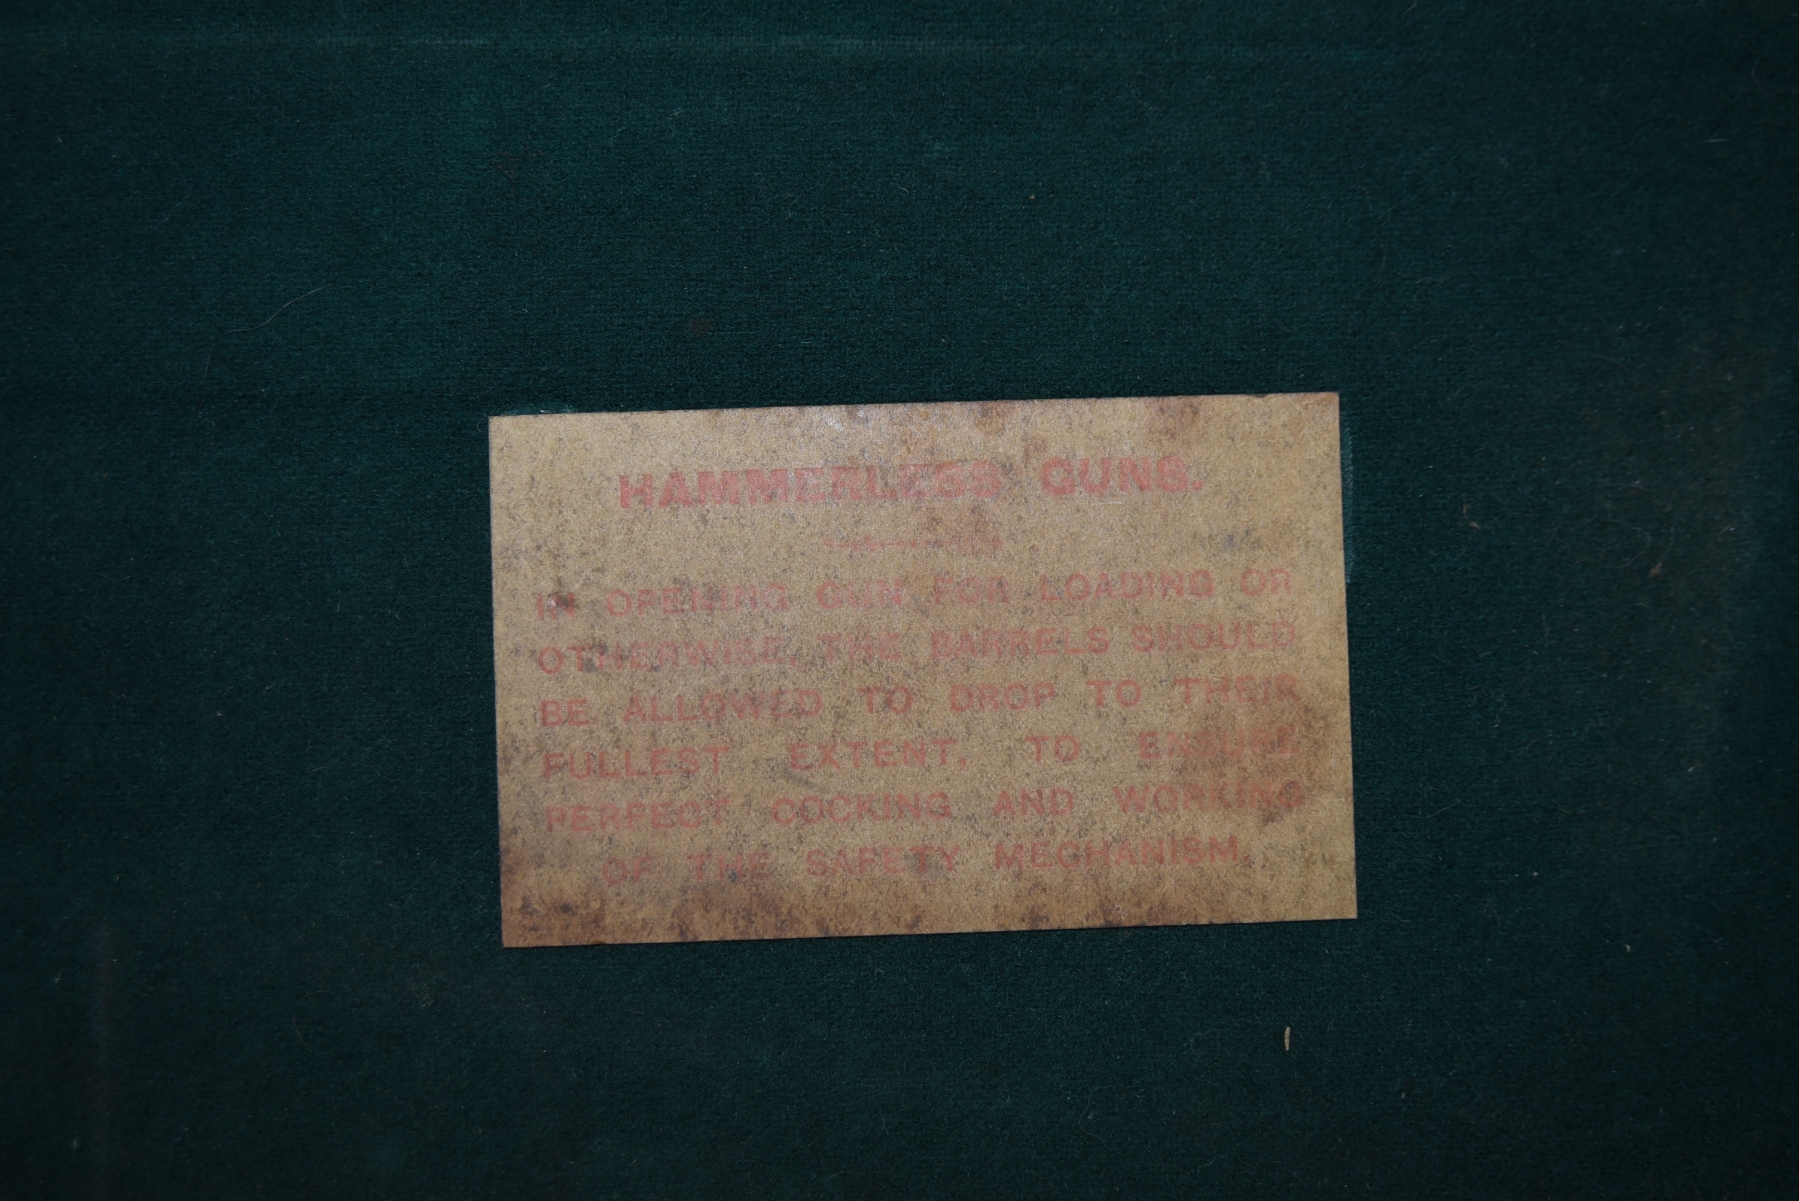 HAMMERLESS GUNS.
IN OPENING GUN FOR LOADING OR
OTHERWISE, THE BARRELS SHOULD
BE ALLOWED TO DROP TO THEIR
FULLEST EXTENT, TO ENSURE
PERFECT COCKING AND WORKING
OF THE SAFETY MECHANISM.